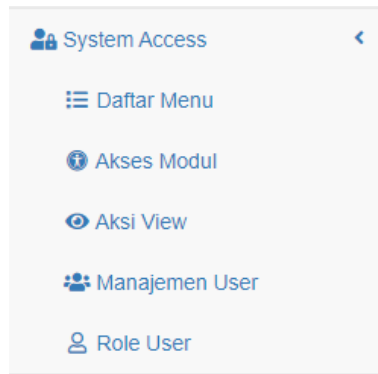 System Access
Daftar Menu
Akses Modul
Aksi View
Manajemen User
Role User